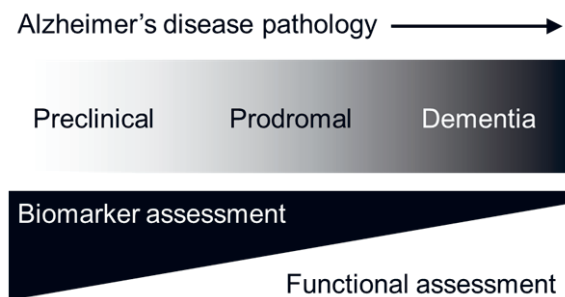 Alzheimer’s disease pathology
Preclinical Prodromal Dementia
Biomarker assessment
Functional assessment